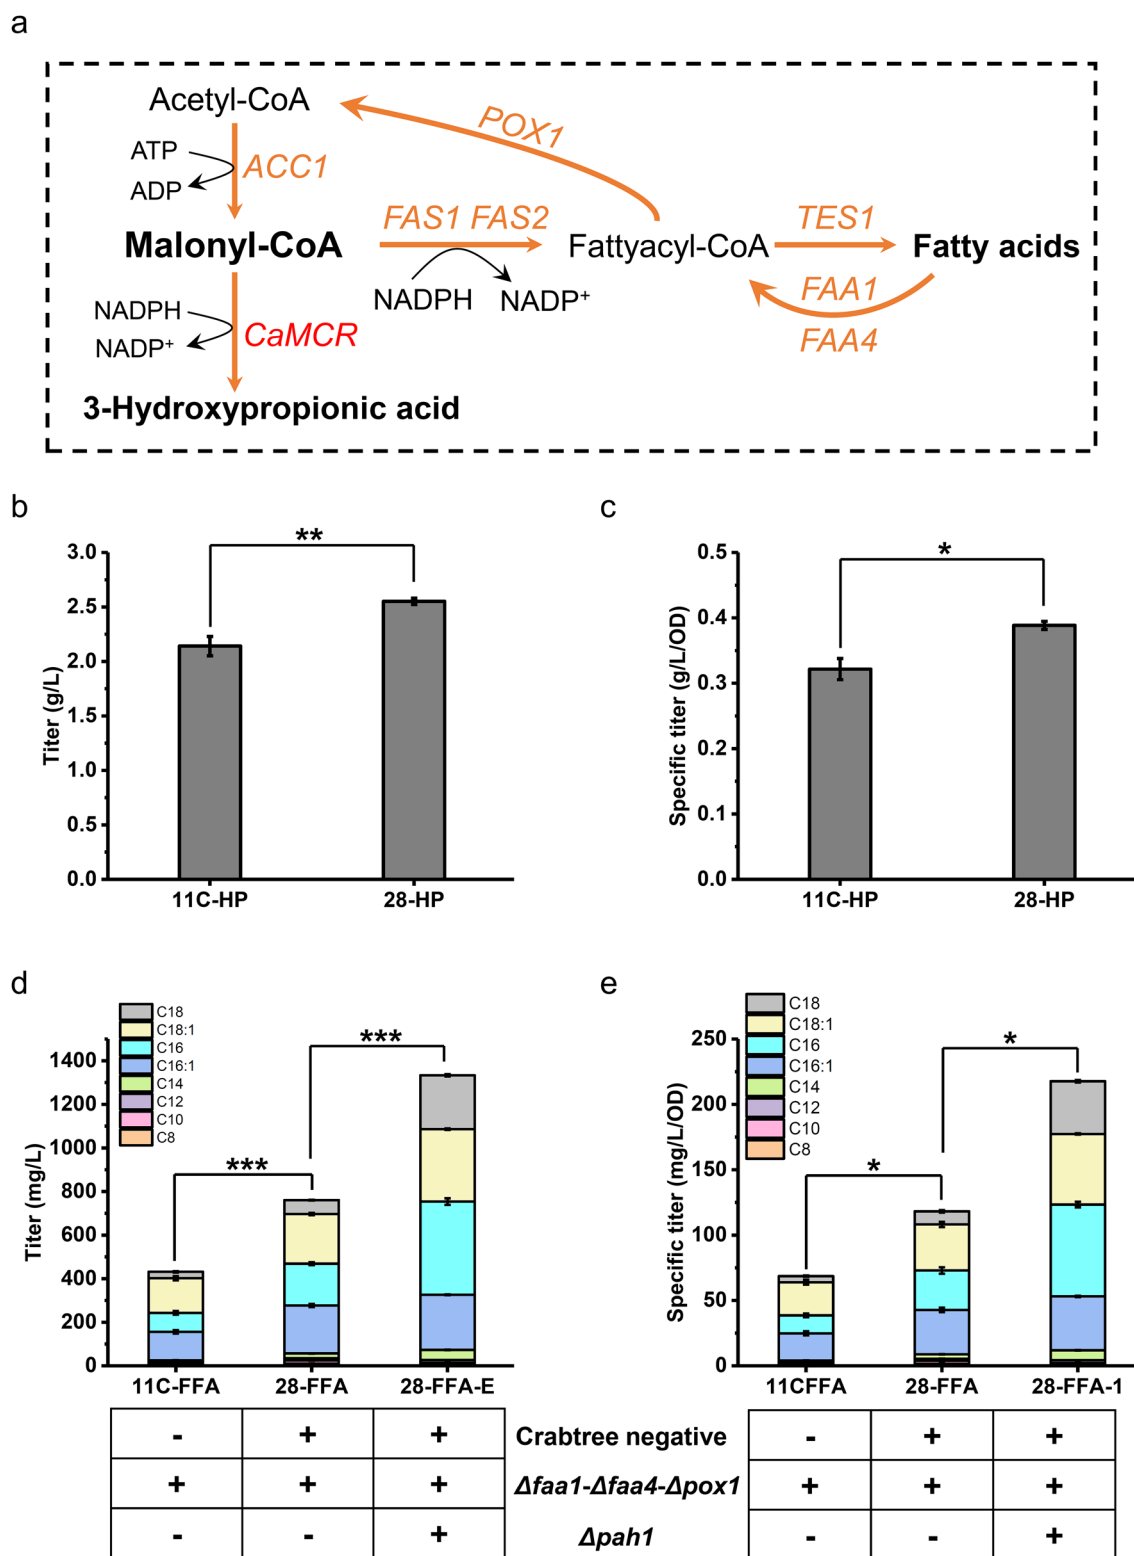 a
Acetyl-CoA
POX1
ATP
ACC1
ADP
FAS1 FAS2
TES1
Malonyl-CoA
Fattyacyl-CoA
Fatty acids
NADPH
NADP+
FAA1
NADPH
CaMCR
FAA4
NADP+
3-Hydroxypropionic acid
b
**
3.0
2.5
2.0
1.5
1.0
0.5
0.0
Titer (g/L)
11C-HP
28-HP
c
*
0.5
0.4
0.3
0.2
0.1
0.0
Specific titer (g/L/OD)
11C-HP
28-HP
d
C18
C18:1
C16
C16:1
C14
C12
C10
C8
***
***
1400
1200
1000
800
600
400
200
0
Titer (mg/L)
11C-FFA
28-FFA
28-FFA-E
e
C18
C18:1
C16
C16:1
C14
C12
C10
C8
*
*
250
200
150
100
50
0
Specific titer (mg/L/OD)
11CFFA
28-FFA
28-FFA-1
- + + Crabtree negative - + +
+ + + Δfaa1-Δfaa4-Δpox1 + + +
- - + Δpah1 - - +